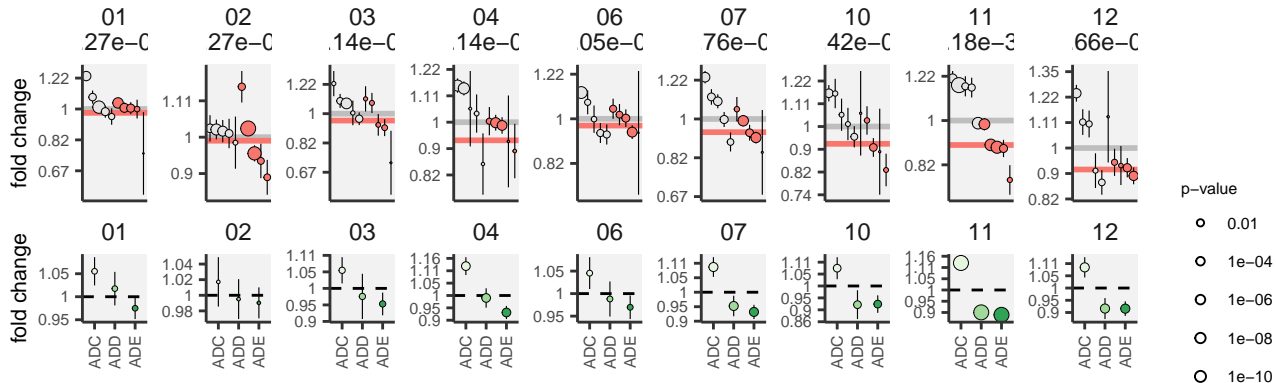 01 02 03 04 06 07 10 11 12
.27e−0 27e−0 .14e−0 .14e−0 .05e−0 76e−0 42e−0 .18e−3 .66e−0
fold change
1.22 1 0.82 0.67
1.11 1 0.9
1.22 1 0.82 0.67
1.22 1.11 1 0.9 0.82
1.22 1 0.82
1.22 1 0.82 0.67
1.22 1.11 1 0.9 0.82 0.74
1.22 1 0.82
1.35 1.22 1.11 1 0.9 0.82
01 02 03 04 06 07 10 11 12
fold change
1.05 1 0.95
1.04 1.02 1 0.98
1.11 1.05 1 0.95 0.9
1.16 1.11 1.05 1 0.95 0.9
1.05 1 0.95
1.11 1.05 1 0.95 0.9
1.11 1.05 1 0.95 0.9 0.86
1.16 1.11 1.05 1 0.95 0.9
1.11 1.05 1 0.95 0.9
ADC ADD ADE ADC ADD ADE ADC ADD ADE ADC ADD ADE ADC ADD ADE ADC ADD ADE ADC ADD ADE ADC ADD ADE ADC ADD ADE
p−value
0.01
1e−04
1e−06
1e−08
1e−10